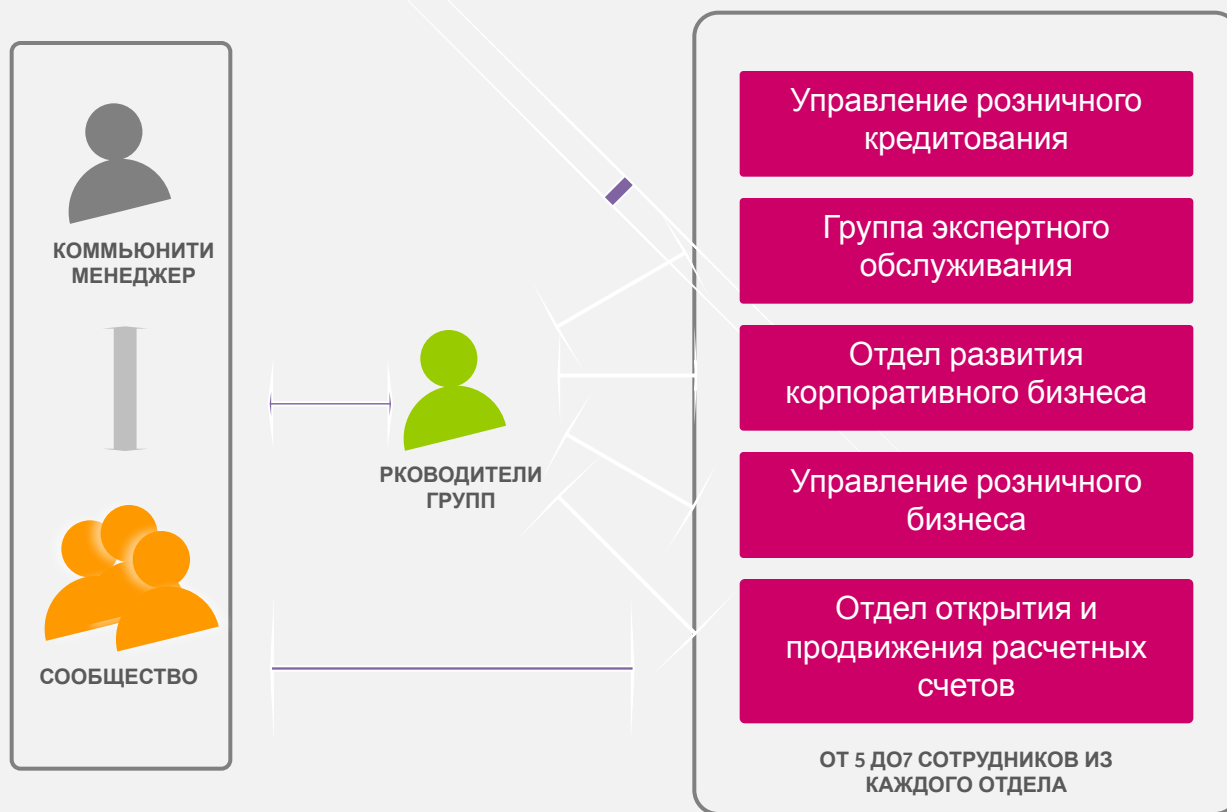 КОММЬЮНИТИ
МЕНЕДЖЕР
СООБЩЕСТВО
РКОВОДИТЕЛИ
ГРУПП
Управление розничного
кредитования
Группа экспертного
обслуживания
Отдел развития
корпоративного бизнеса
Управление розничного
бизнеса
Отдел открытия и
продвижения расчетных
счетов
ОТ 5 ДО7 СОТРУДНИКОВ ИЗ
КАЖДОГО ОТДЕЛА